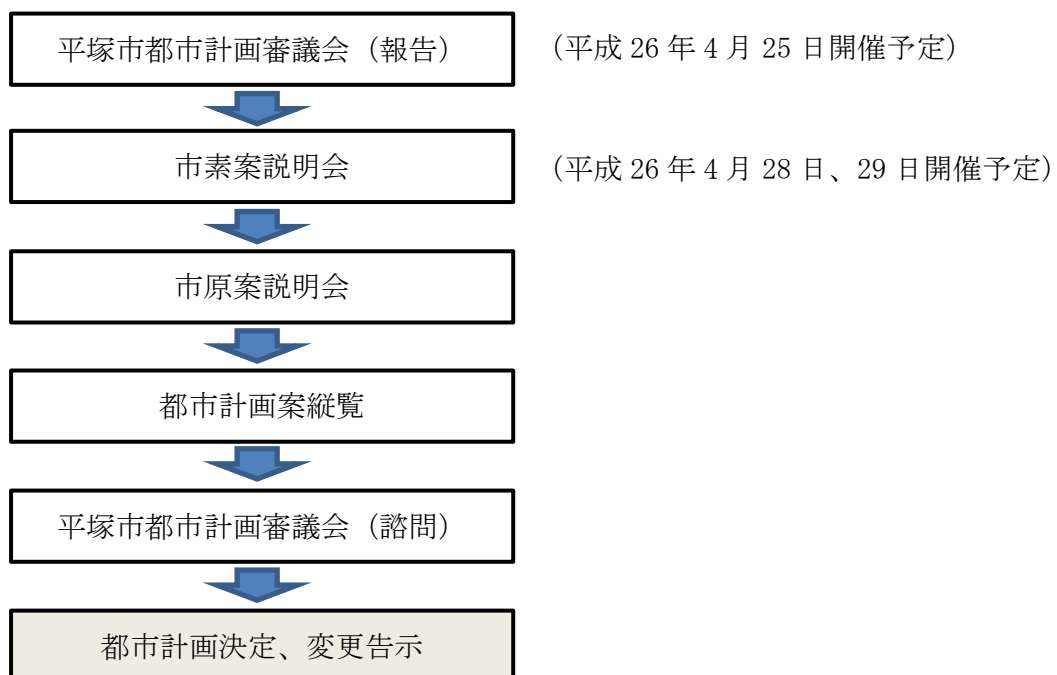 平塚市都市計画審議会（報告） （平成 26 年 4 月 25 日開催予定）
市素案説明会 （平成 26 年 4 月 28 日、29 日開催予定）
市原案説明会
都市計画案縦覧
平塚市都市計画審議会（諮問）
都市計画決定、変更告示